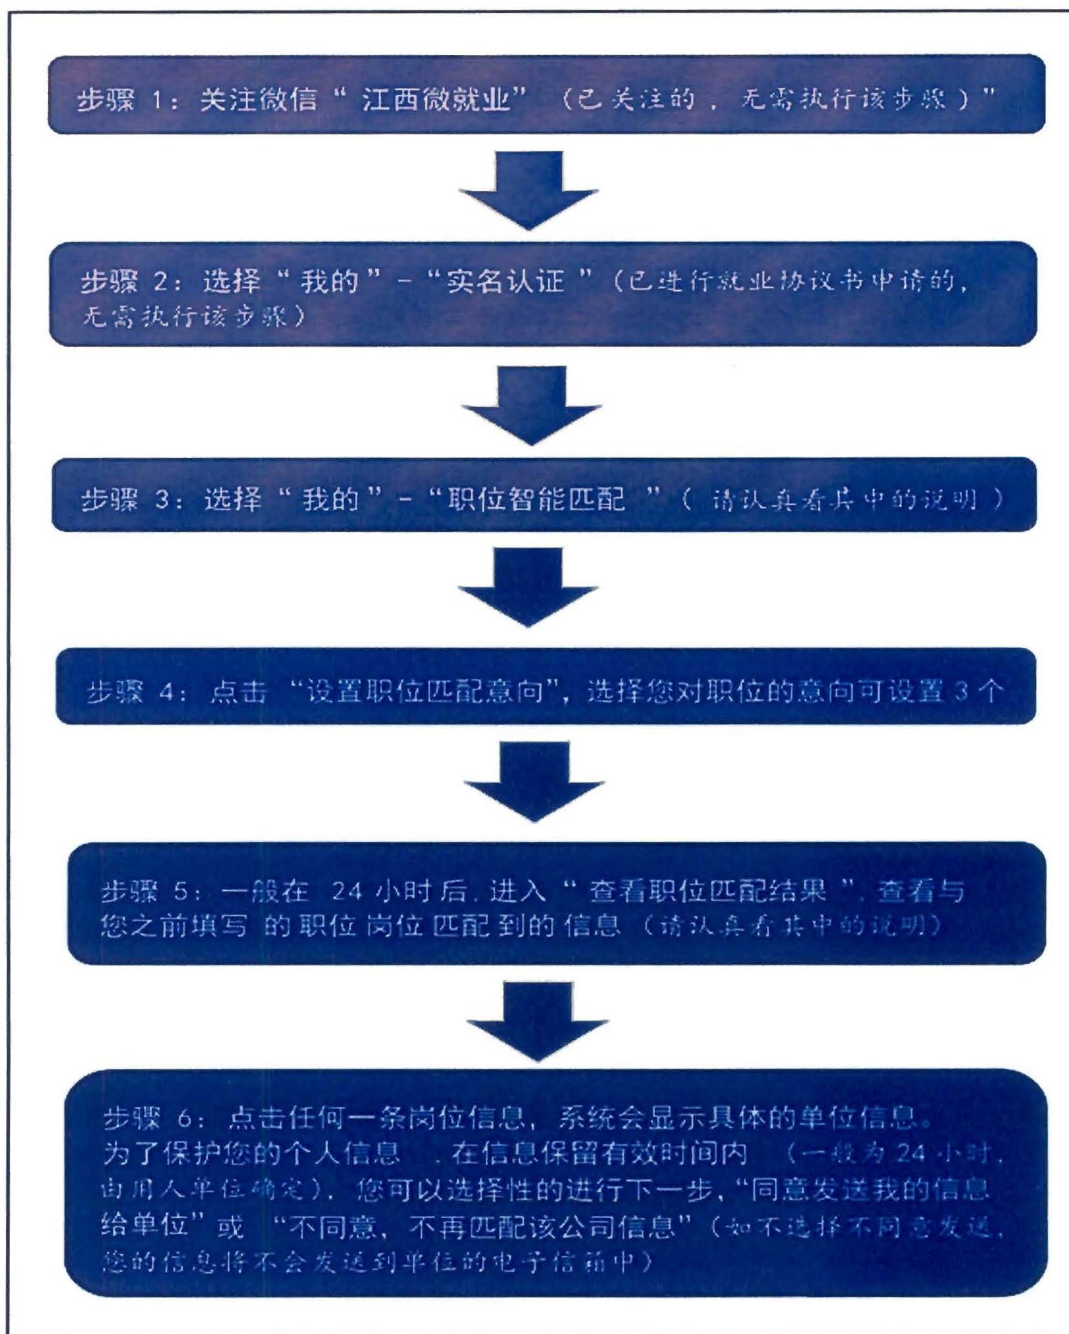 步骤 1：关注微信“江西微就业”（已关注的，无需执行该步骤）”
步骤 2：选择“我的”-“实名认证”（已进行就业协议书申请的，
无需执行该步骤）
步骤 3：选择“我的”-“职位智能匹配”（请认真看其中的说明）
步骤 4：点击“设置职位匹配意向”，选择您对职位的意向可设置 3 个
步骤 5：一般在 24 小时后，进入“查看职位匹配结果”，查看与
您之前填写的职位岗位匹配到的信息（请认真看其中的说明）
步骤 6：点击任何一条岗位信息，系统会显示具体的单位信息。
为了保护您的个人信息，在信息保留有效时间内（一般为 24 小时，
由用人单位确定），您可以选择性的进行下一步，“同意发送我的信息
给单位”或“不同意，不再匹配该公司信息”（如不选择不同意发送，
您的信息将不会发送到单位的电子信箱中）